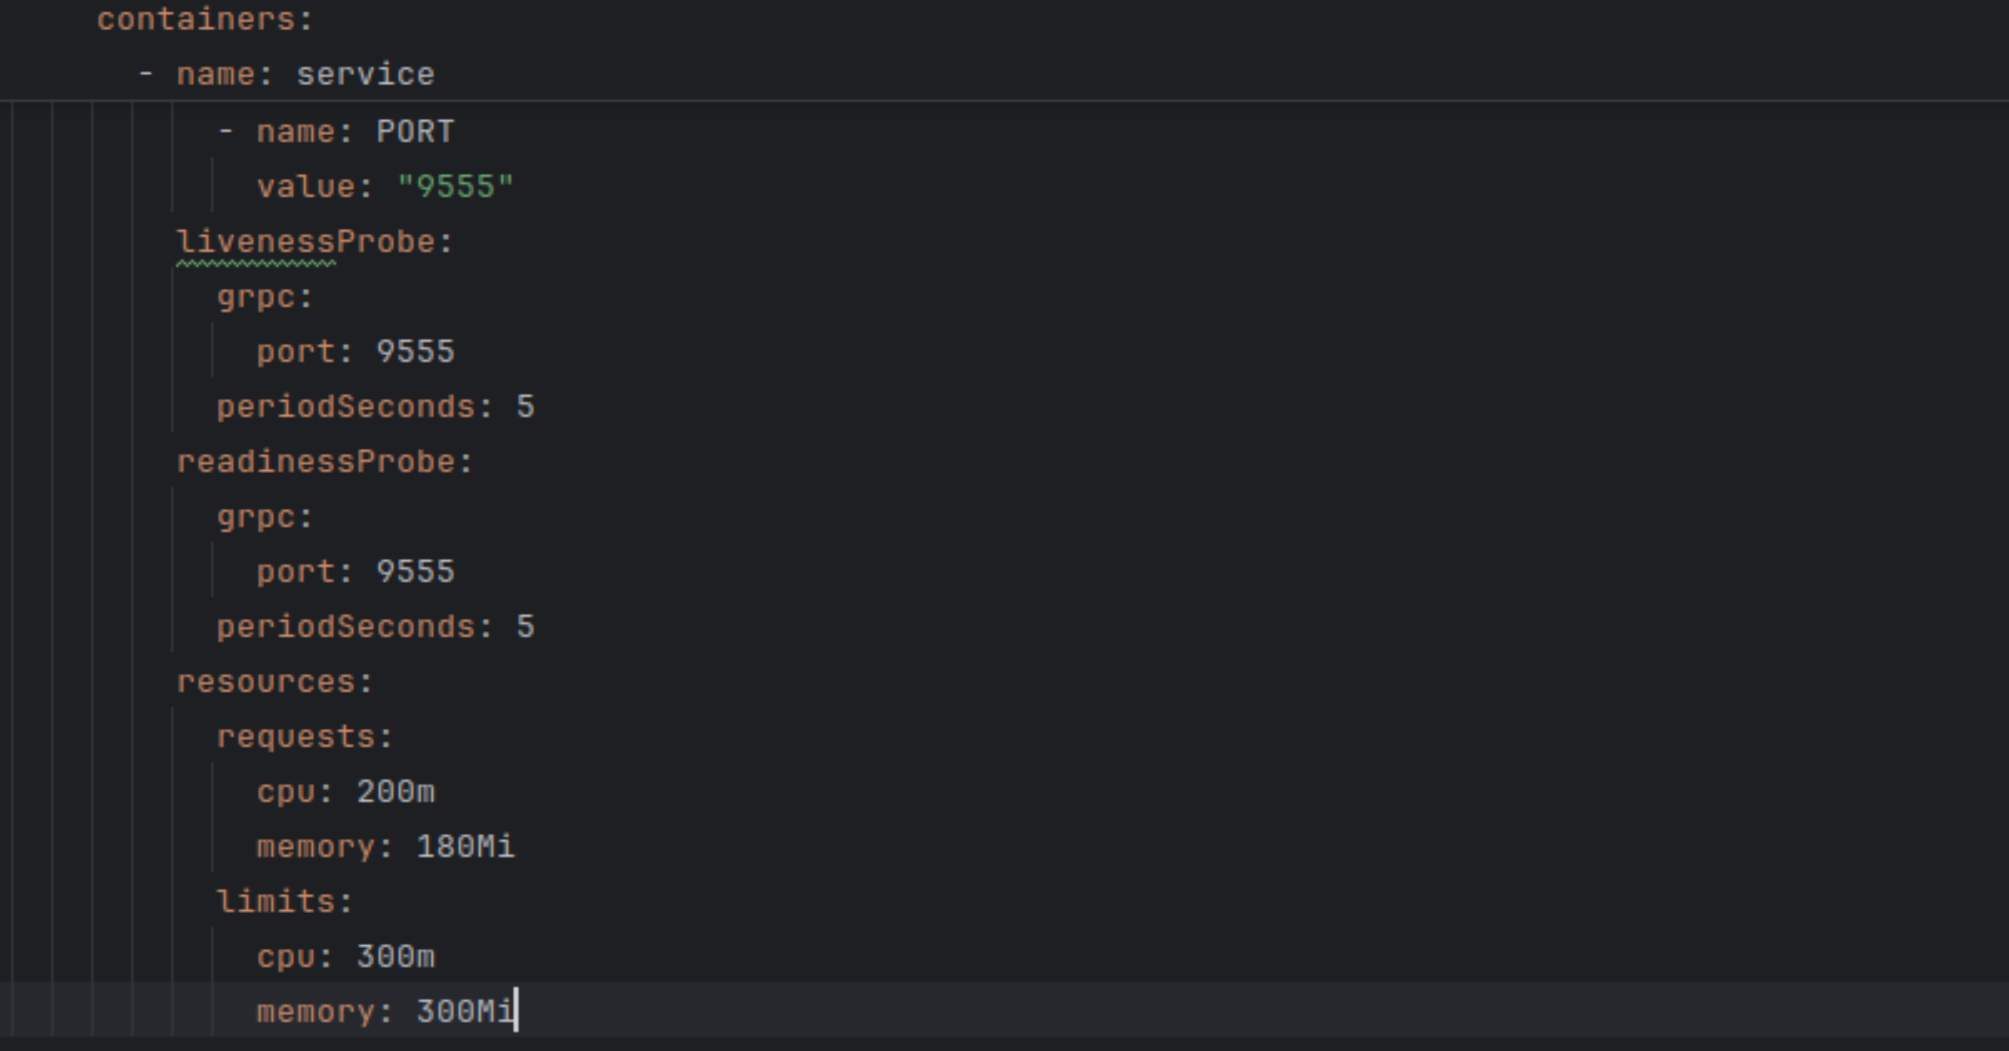 containers:
- name: service
- name: PORT
value: "9555"
livenessProbe:
grpc:
port: 9555
periodSeconds: 5
readinessProbe:
grpc:
port: 9555
periodSeconds: 5
resources:
requests:
cpu: 200m
memory: 180Mi
limits:
cpu: 300m
memory: 300Mi